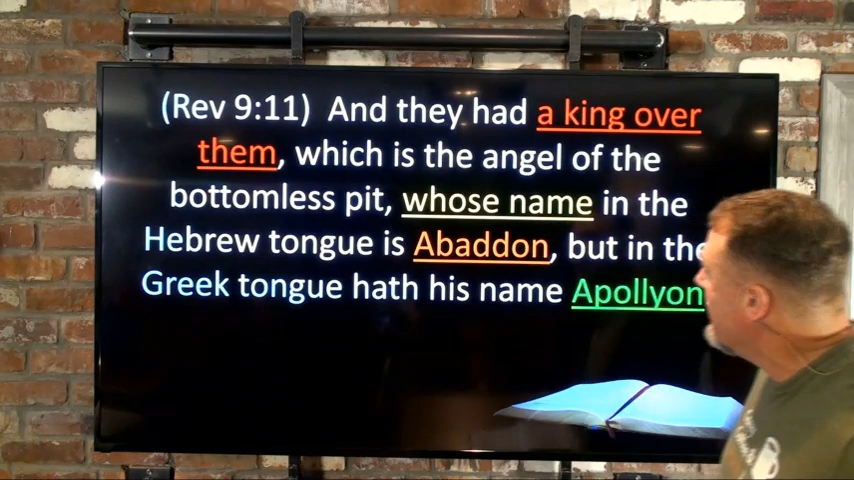 (Rev 9:11) And they had a king over
them, which is the angel of the
bottomless pit, whose name in the
Hebrew tongue is Abaddon, but in the
Greek tongue hath his name Apollyon